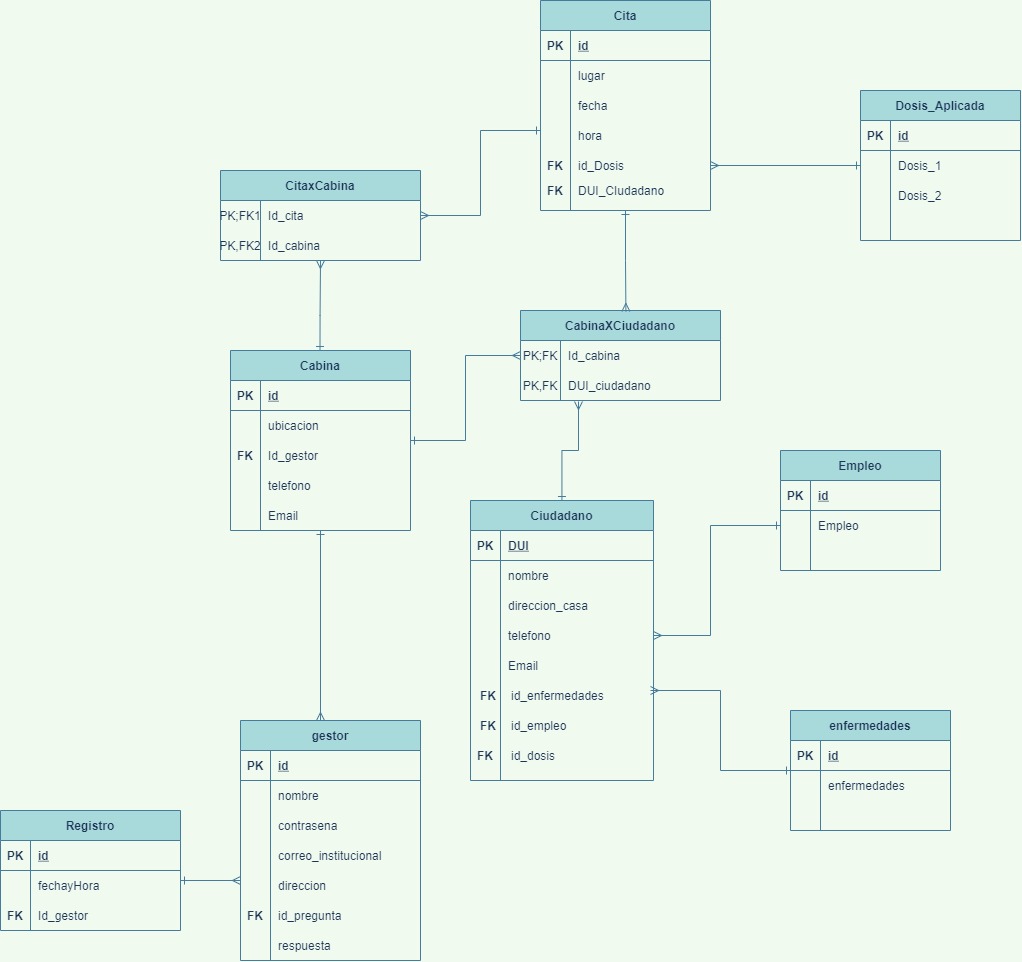 Cita
PK id
lugar
fecha
hora
FK id_Dosis
FK DUI_CIudadano
Dosis_Aplicada
PK id
Dosis_1
Dosis_2
CitaxCabina
PK;FK1 Id_cita
PK,FK2 Id_cabina
CabinaXCiudadano
PK;FK Id_cabina
PK,FK DUI_ciudadano
Cabina
PK id
ubicacion
FK Id_gestor
telefono
Email
Ciudadano
PK DUI
nombre
direccion_casa
telefono
Email
FK id_enfermedades
FK id_empleo
FK id_dosis
Empleo
PK id
Empleo
enfermedades
PK id
enfermedades
gestor
PK id
nombre
contrasena
correo_institucional
direccion
FK id_pregunta
respuesta
Registro
PK id
fechayHora
FK Id_gestor